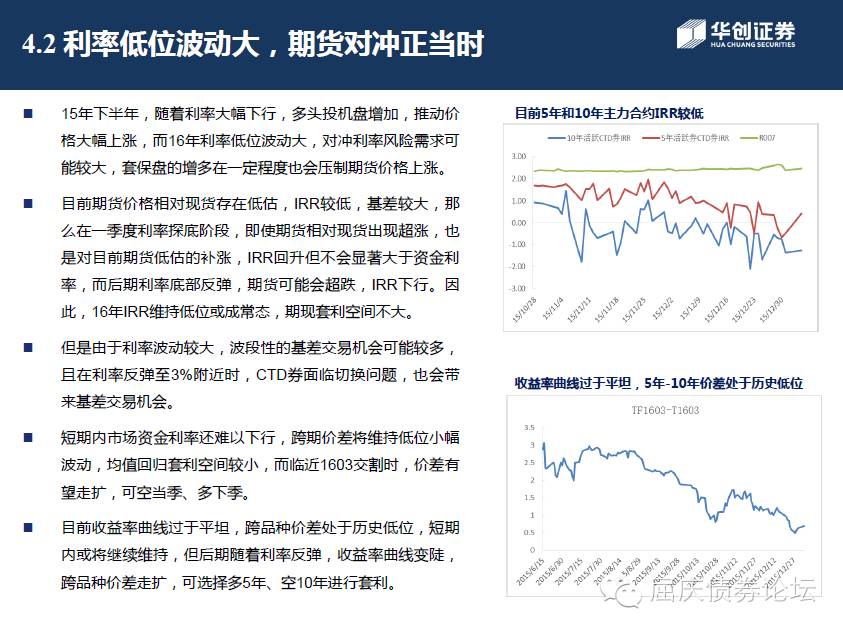 4.2 利率低位波动大，期货对冲正当时
华创证券
HUA CHUANG SECURITIES
15年下半年，随着利率大幅下行，多头投机盘增加，推动价
格大幅上涨，而16年利率低位波动大，对冲利率风险需求可
能较大，套保盘的增多在一定程度也会压制期货价格上涨。
目前期货价格相对现货存在低估，IRR较低，基差较大，那
么在一季度利率探底阶段，即使期货相对现货出现超涨，也
是对目前期货低估的补涨，IRR回升但不会显著大于资金利
率，而后期利率底部反弹，期货可能会超跌，IRR下行。因
此，16年IRR维持低位或成常态，期现套利空间不大。
但是由于利率波动较大，波段性的基差交易机会可能较多，
且在利率反弹至3%附近时，CTD券面临切换问题，也会带
来基差交易机会。
短期内市场资金利率还难以下行，跨期价差将维持低位小幅
波动，均值回归套利空间较小，而临近1603交割时，价差有
望走扩，可空当季、多下季。
目前收益率曲线过于平坦，跨品种价差处于历史低位，短期
内或将继续维持，但后期随着利率反弹，收益率曲线变陡，
跨品种价差走扩，可选择多5年、空10年进行套利。
目前5年和10年主力合约IRR较低
10年活跃CTD券IRR 5年活跃券CTD券IRR R007
3.00
2.00
1.00
0.00
-1.00
-2.00
-3.00
15/10/28 15/11/4 15/11/11 15/11/18 15/11/25 15/12/2 15/12/9 15/12/16 15/12/23 15/12/30
收益率曲线过于平坦，5年-10年价差处于历史低位
TF1603-T1603
3.5
3
2.5
2
1.5
1
0.5
0
2015/6/15 2015/6/30 2015/7/15 2015/7/30 2015/8/14 2015/8/29 2015/9/13 2015/9/28 2015/10/13 2015/10/28 2015/11/12 2015/11/27 2015/12/12 2015/12/27
屈庆债券论坛